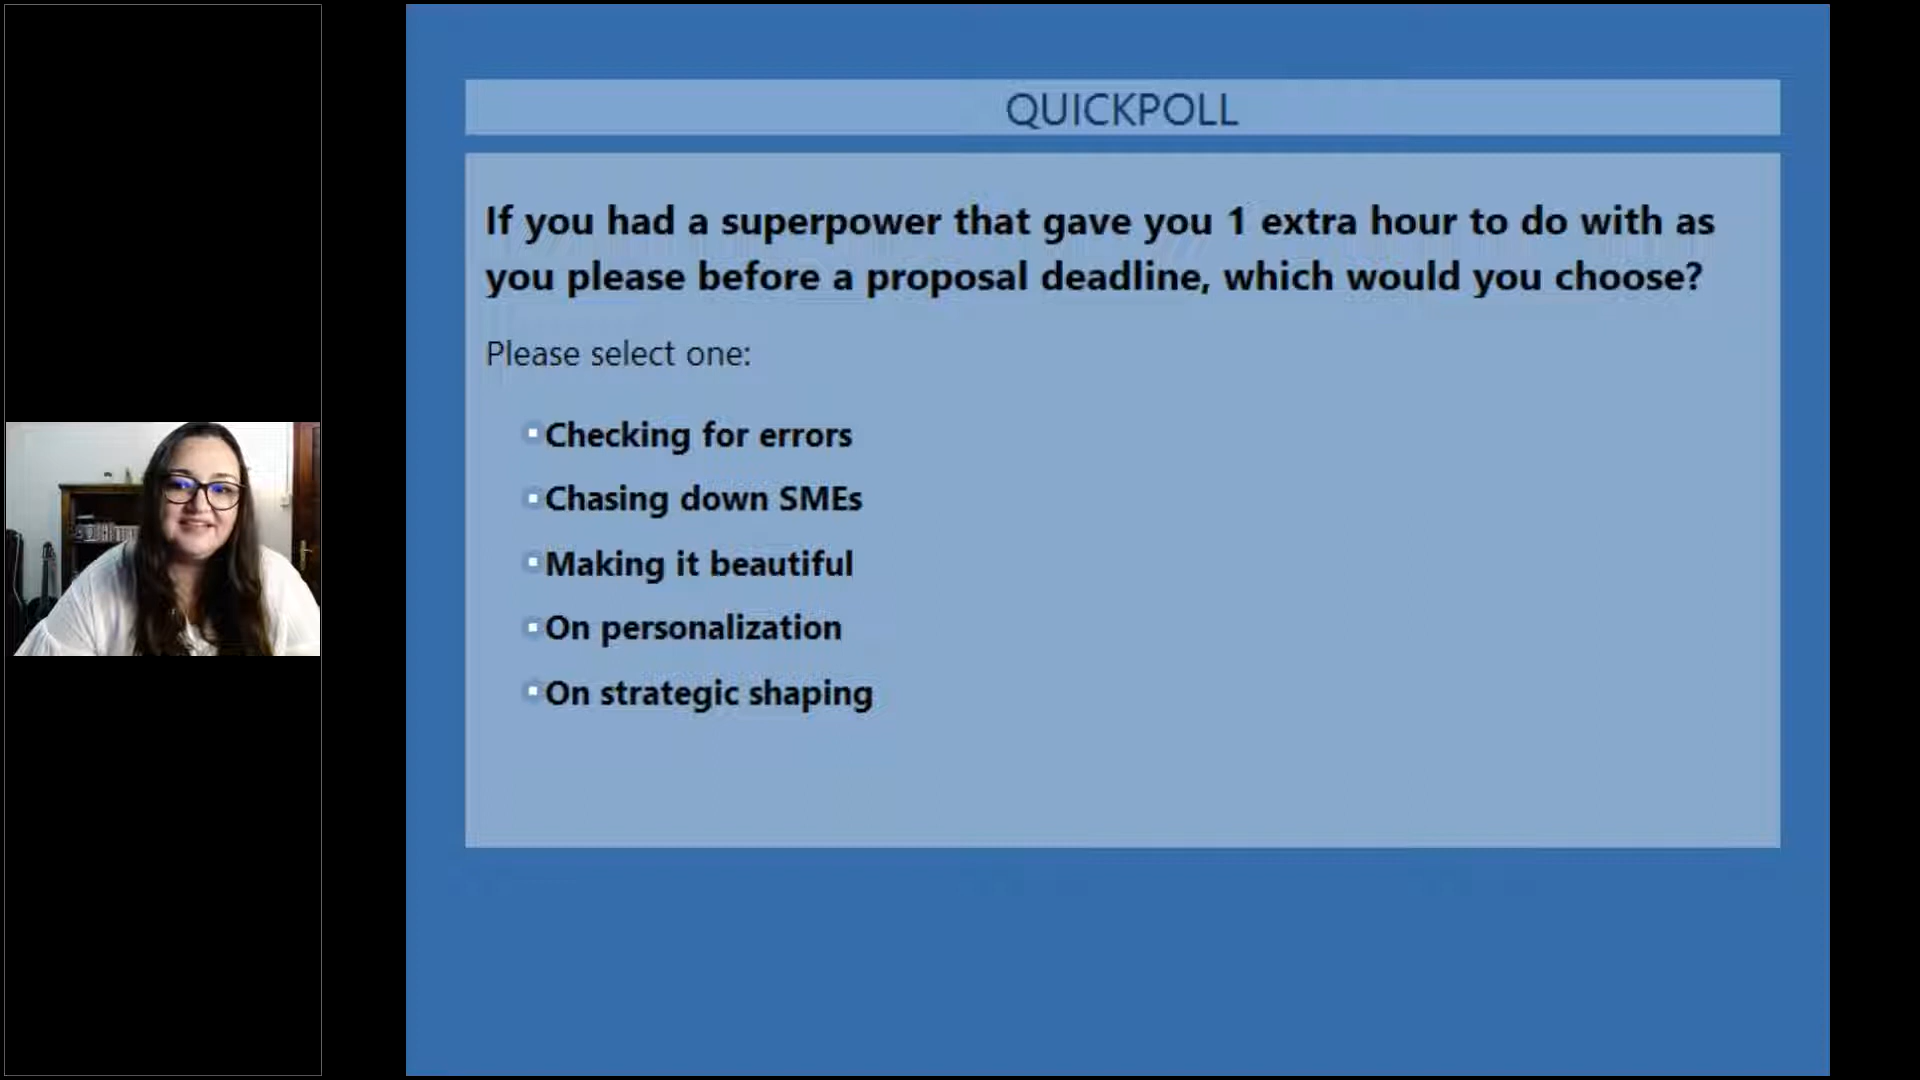 QUICKPOLL
If you had a superpower that gave you 1 extra hour to do with as
you please before a proposal deadline, which would you choose?
Please select one:
Checking for errors
Chasing down SMEs
Making it beautiful
On personalization
On strategic shaping